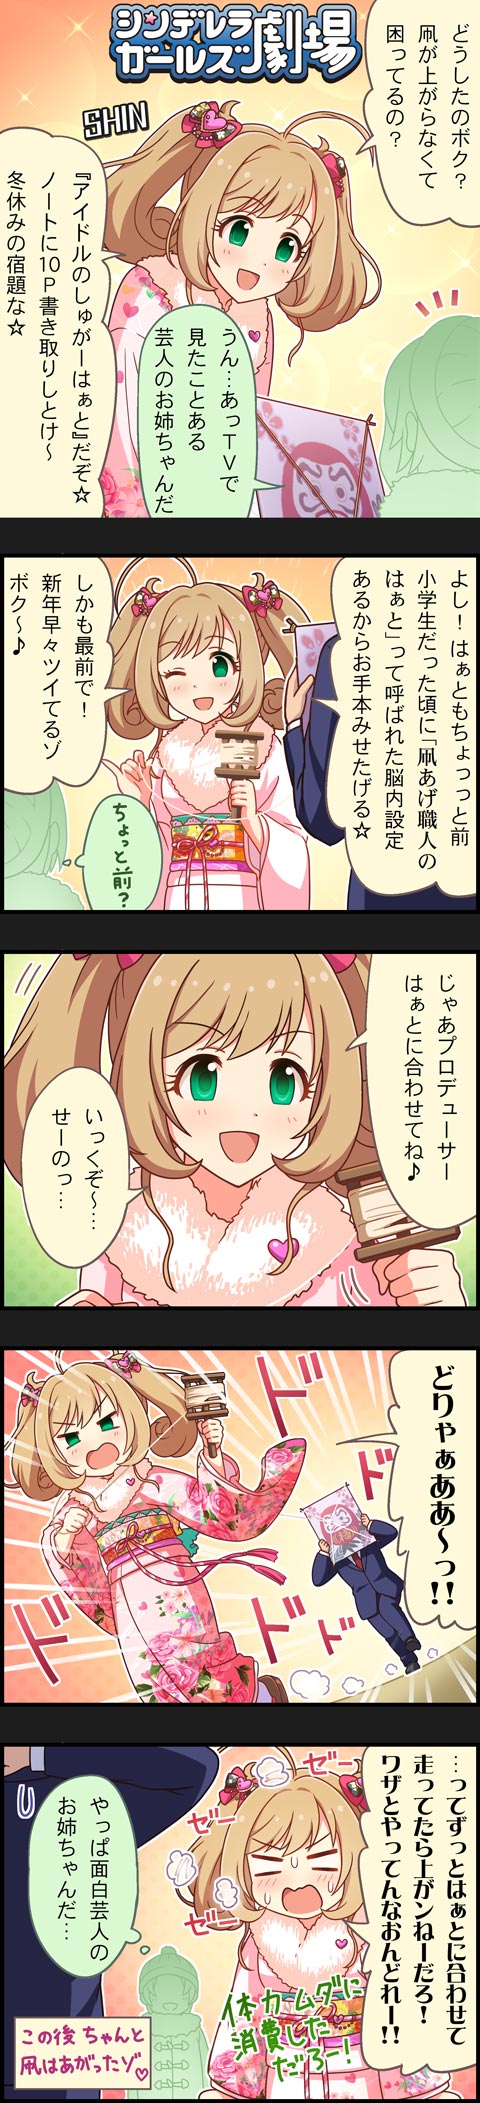 シンデレラ
ガールズ劇場
SHIN
どうしたのボク?
凧が上がらなくて
困ってるの?
うん…あっTVで
見たことある
芸人のお姉ちゃんだ
『アイドルのしゅがーはぁと』だぞ☆
ノートに10P書き取りしとけ〜
冬休みの宿題な☆
よし!はぁともちょっっと前
小学生だった頃に「凧あげ職人の
はぁと」って呼ばれた脳内設定
あるからお手本みせたげる☆
しかも最前で!
新年早々ツイてるゾ
ボク〜♪
ちょっと
前?
じゃあプロデューサー
はぁとに合わせてね♪
いっくぞ〜…
せーのっ…
どりゃぁああ〜っ!!
ドド
ドド
ド
…ってずっとはぁとに合わせて
走ってたら上がンねーだろ!
ワザとやってんなおんどれー!!
ゼー
ゼー
ゼー
体力ムダに
消費した
だろー!
やっぱ面白芸人の
お姉ちゃんだ…
この後 ちゃんと
凧はあがったゾ♡